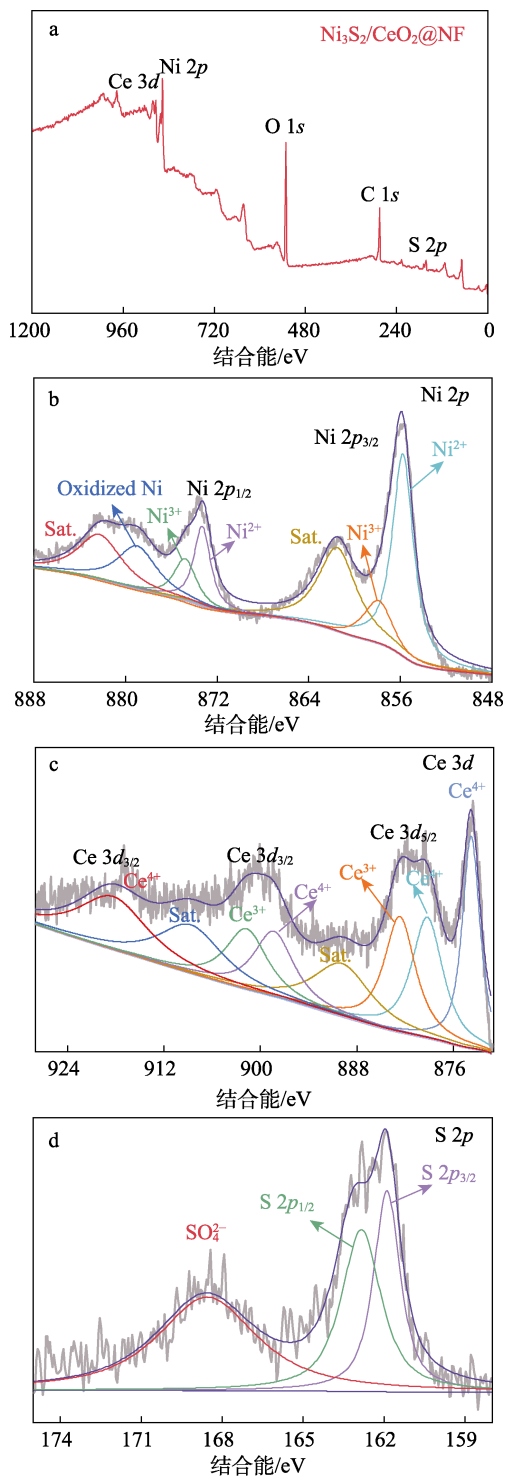 a
Ni₃S₂/CeO₂@NF
Ce 3d
Ni 2p
O 1s
C 1s
S 2p
1200 960 720 480 240 0
结合能/eV
b
Ni 2p
Ni 2p3/2
Ni²⁺
Oxidized Ni
Ni 2p1/2
Ni³⁺
Sat.
Ni²⁺
Sat.
Ni³⁺
888 880 872 864 856 848
结合能/eV
c
Ce 3d
Ce⁴⁺
Ce 3d3/2
Ce⁴⁺
Ce 3d3/2
Ce 3d5/2
Ce³⁺
Ce⁴⁺
Ce⁴⁺
Sat.
Ce³⁺
Sat.
924 912 900 888 876
结合能/eV
d
S 2p
S 2p3/2
S 2p1/2
SO₄²⁻
174 171 168 165 162 159
结合能/eV